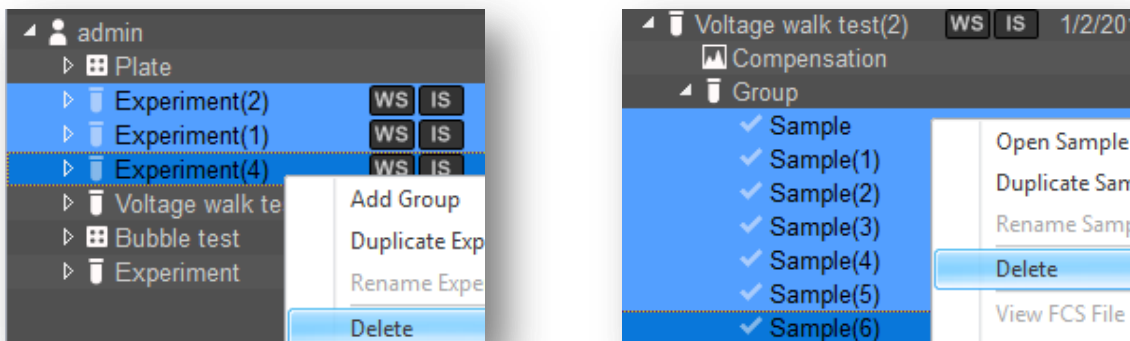 admin
Plate
Experiment(2) WS IS
Experiment(1) WS IS
Experiment(4) WS IS
Voltage walk te
Bubble test
Experiment
Add Group
Duplicate Exp
Rename Expe
Delete
Voltage walk test(2) WS IS 1/2/201
Compensation
Group
Sample
Sample(1)
Sample(2)
Sample(3)
Sample(4)
Sample(5)
Sample(6)
Open Sample
Duplicate Sam
Rename Samp
Delete
View FCS File